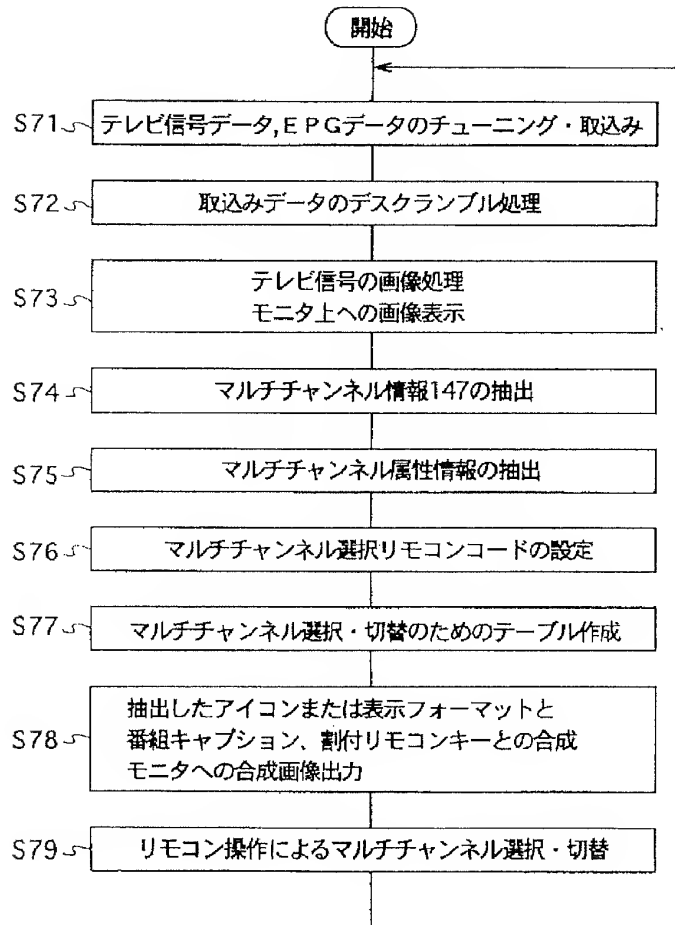 開始
S71 テレビ信号データ,EPGデータのチューニング・取込み
S72 取込みデータのデスクランブル処理
S73 テレビ信号の画像処理
モニタ上への画像表示
S74 マルチチャンネル情報147の抽出
S75 マルチチャンネル属性情報の抽出
S76 マルチチャンネル選択リモコンコードの設定
S77 マルチチャンネル選択・切替のためのテーブル作成
S78 抽出したアイコンまたは表示フォーマットと
番組キャプション、割付リモコンキーとの合成
モニタへの合成画像出力
S79 リモコン操作によるマルチチャンネル選択・切替